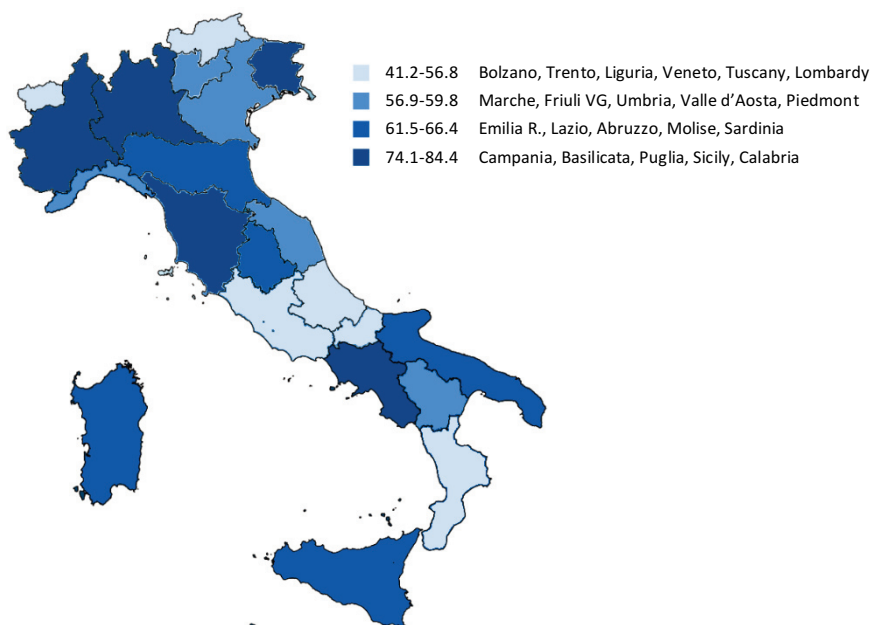 41.2-56.8 Bolzano, Trento, Liguria, Veneto, Tuscany, Lombardy
56.9-59.8 Marche, Friuli VG, Umbria, Valle d’Aosta, Piedmont
61.5-66.4 Emilia R., Lazio, Abruzzo, Molise, Sardinia
74.1-84.4 Campania, Basilicata, Puglia, Sicily, Calabria